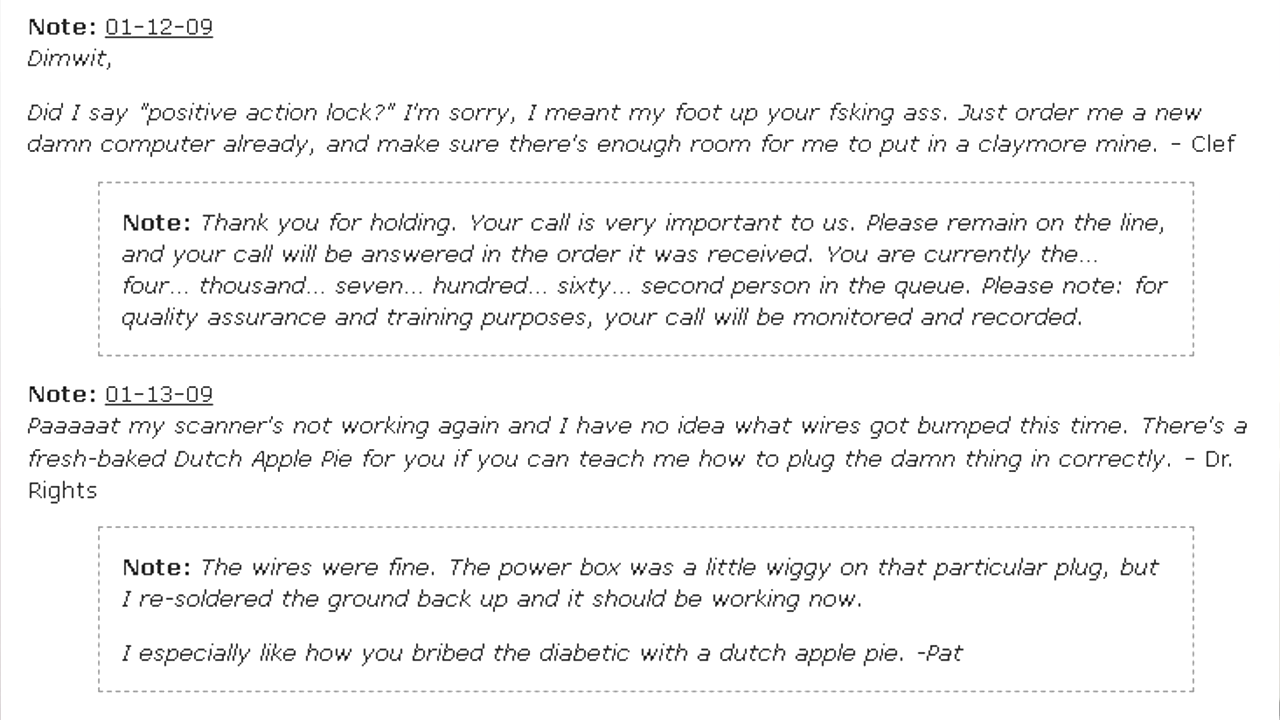 Note: 01-12-09
Dimwit,
Did I say "positive action lock?" I'm sorry, I meant my foot up your fsking ass. Just order me a new
damn computer already, and make sure there's enough room for me to put in a claymore mine. – Clef
Note: Thank you for holding. Your call is very important to us. Please remain on the line,
and your call will be answered in the order it was received. You are currently the...
four... thousand... seven... hundred... sixty... second person in the queue. Please note: for
quality assurance and training purposes, your call will be monitored and recorded.
Note: 01-13-09
Paaaaat my scanner's not working again and I have no idea what wires got bumped this time. There's a
fresh-baked Dutch Apple Pie for you if you can teach me how to plug the damn thing in correctly. – Dr.
Rights
Note: The wires were fine. The power box was a little wiggy on that particular plug, but
I re-soldered the ground back up and it should be working now.
I especially like how you bribed the diabetic with a dutch apple pie. -Pat